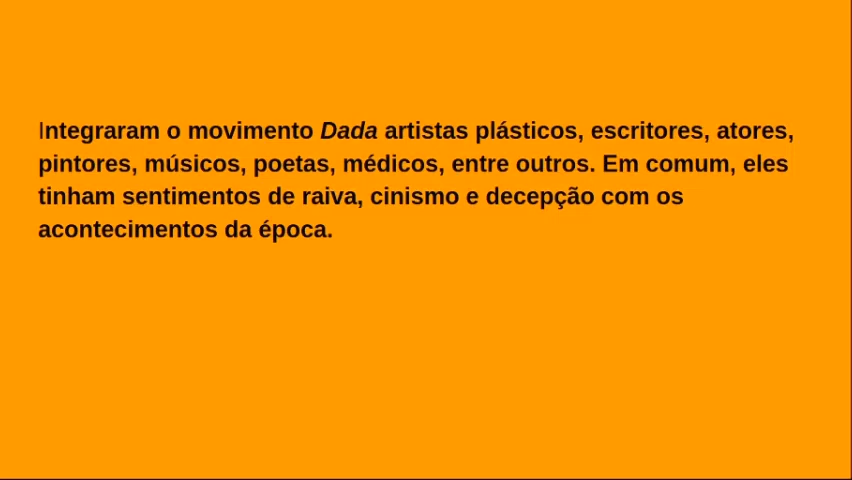 Integraram o movimento Dada artistas plásticos, escritores, atores,
pintores, músicos, poetas, médicos, entre outros. Em comum, eles
tinham sentimentos de raiva, cinismo e decepção com os
acontecimentos da época.